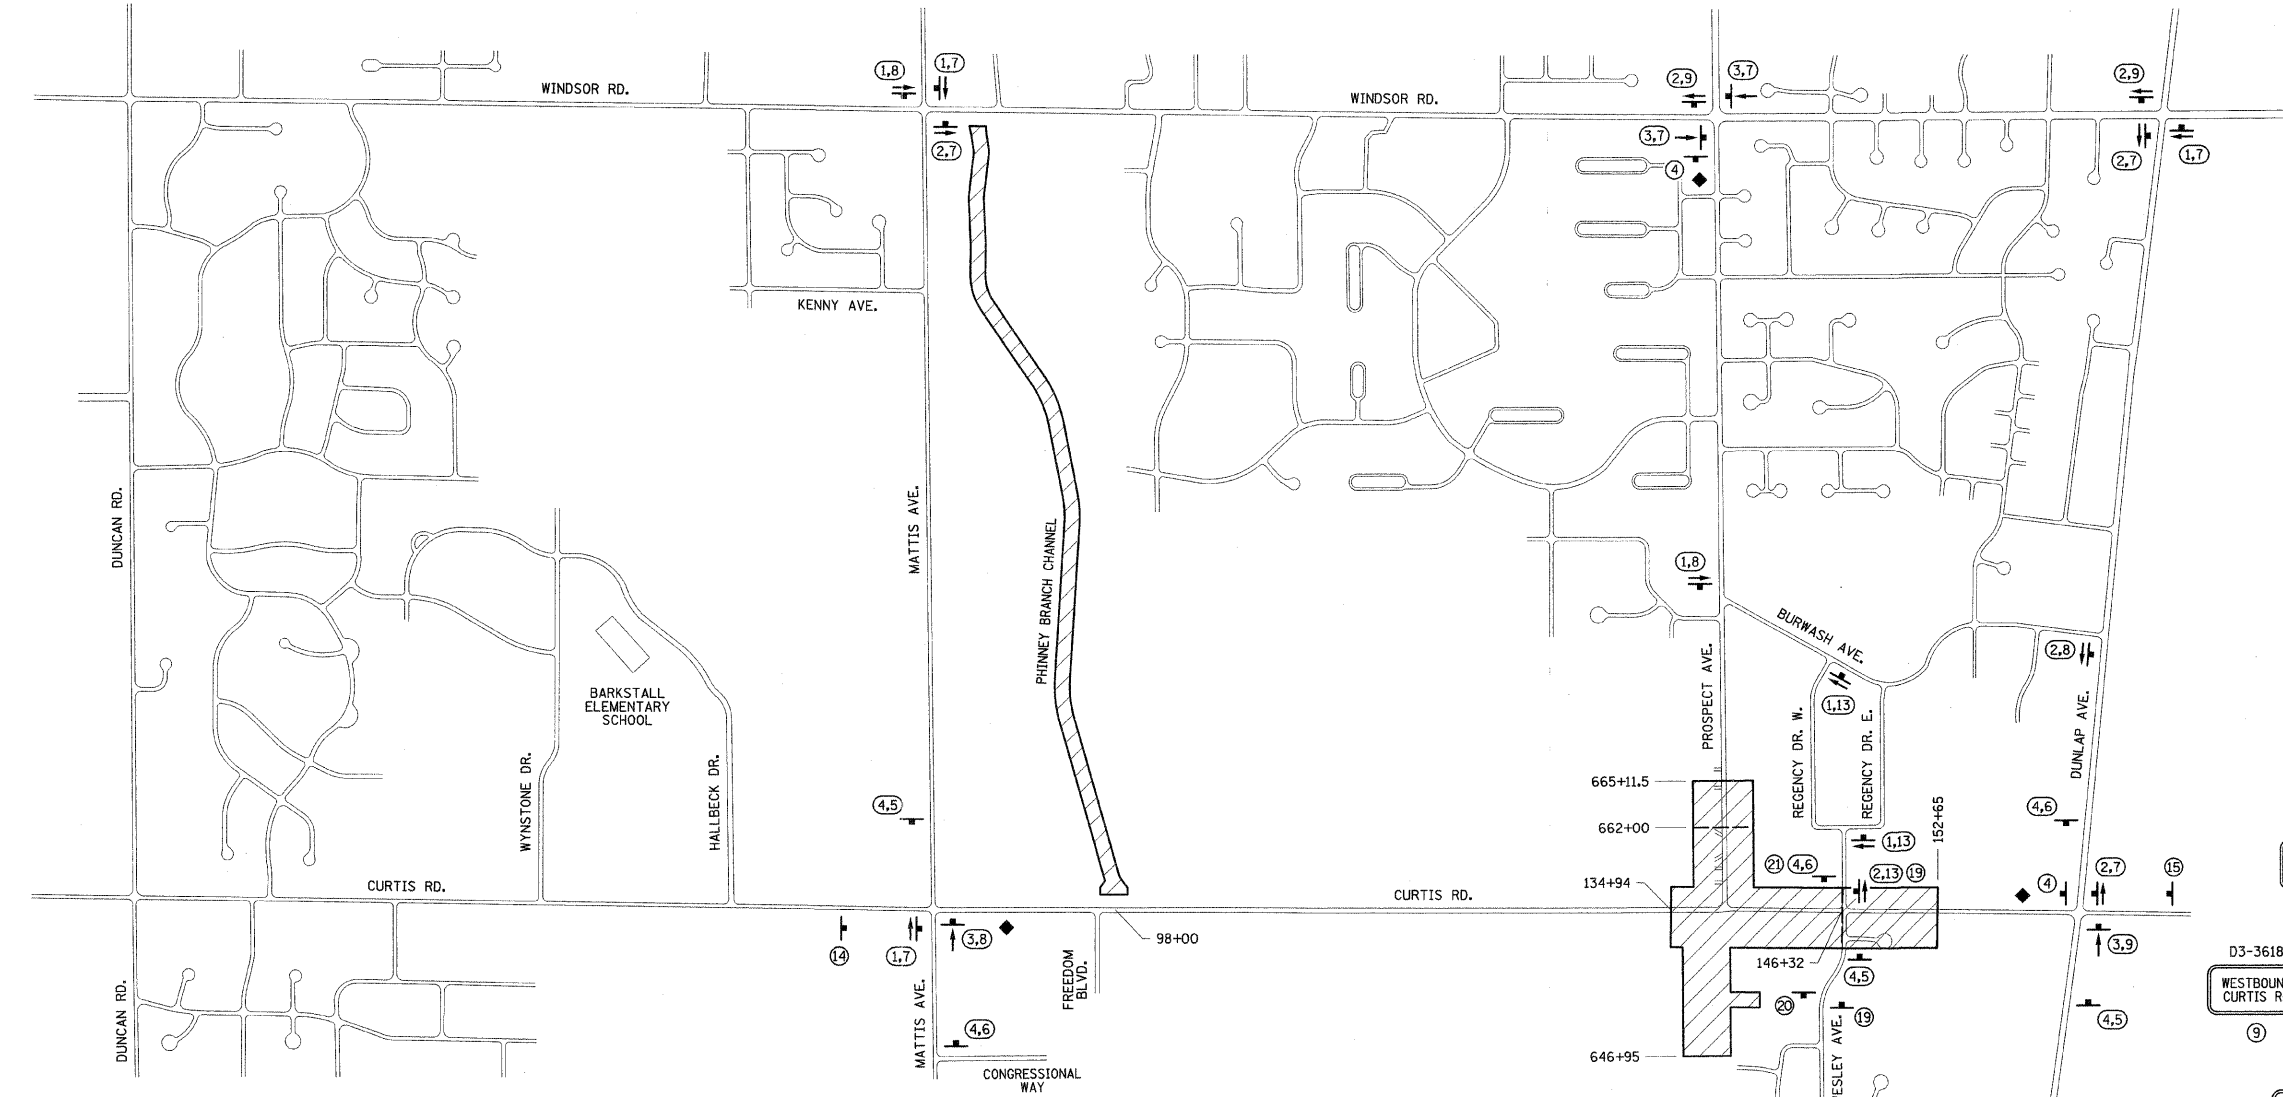 1,8
1,7
WINDSOR RD.
WINDSOR RD.
2,9
3,7
2,9
2,7
3,7
4
2,7
1,7
KENNY AVE.
DUNCAN RD.
MATTIS AVE.
PHINNEY BRANCH CHANNEL
1,8
BURWASH AVE.
2,8
PROSPECT AVE.
BARKSTALL
ELEMENTARY
SCHOOL
1,13
REGENCY DR. W.
REGENCY DR. E.
DUNLAP AVE.
WYNSTONE DR.
HALLBECK DR.
665+11.5
4,5
662+00
152+65
4,6
1,13
21
4,6
2,13
19
4
2,7
15
CURTIS RD.
134+94
CURTIS RD.
98+00
14
1,7
3,8
3,9
146+32
4,5
D3-3618
WESTBOUN
CURTIS R
9
DUNCAN RD.
MATTIS AVE.
FREEDOM
BLVD.
20
19
4,5
4,6
646+95
CONGRESSIONAL
WAY
ESLEY AVE.